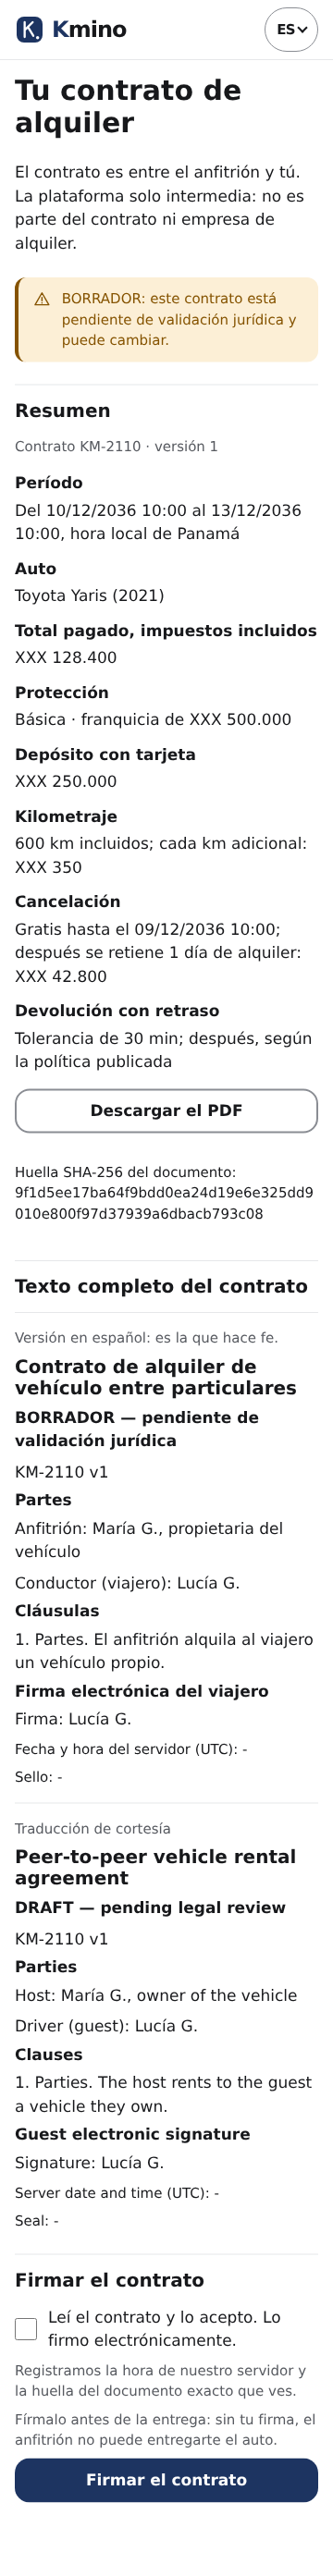 Kmino
ES
Tu contrato de
alquiler
El contrato es entre el anfitrión y tú.
La plataforma solo intermedia: no es
parte del contrato ni empresa de
alquiler.
BORRADOR: este contrato está
pendiente de validación jurídica y
puede cambiar.
Resumen
Contrato KM-2110 · versión 1
Período
Del 10/12/2036 10:00 al 13/12/2036
10:00, hora local de Panamá
Auto
Toyota Yaris (2021)
Total pagado, impuestos incluidos
XXX 128.400
Protección
Básica · franquicia de XXX 500.000
Depósito con tarjeta
XXX 250.000
Kilometraje
600 km incluidos; cada km adicional:
XXX 350
Cancelación
Gratis hasta el 09/12/2036 10:00;
después se retiene 1 día de alquiler:
XXX 42.800
Devolución con retraso
Tolerancia de 30 min; después, según
la política publicada
Descargar el PDF
Huella SHA-256 del documento:
9f1d5ee17ba64f9bdd0ea24d19e6e325dd9
010e800f97d37939a6dbacb793c08
Texto completo del contrato
Versión en español: es la que hace fe.
Contrato de alquiler de
vehículo entre particulares
BORRADOR — pendiente de
validación jurídica
KM-2110 v1
Partes
Anfitrión: María G., propietaria del
vehículo
Conductor (viajero): Lucía G.
Cláusulas
1. Partes. El anfitrión alquila al viajero
un vehículo propio.
Firma electrónica del viajero
Firma: Lucía G.
Fecha y hora del servidor (UTC): -
Sello: -
Traducción de cortesía
Peer-to-peer vehicle rental
agreement
DRAFT — pending legal review
KM-2110 v1
Parties
Host: María G., owner of the vehicle
Driver (guest): Lucía G.
Clauses
1. Parties. The host rents to the guest
a vehicle they own.
Guest electronic signature
Signature: Lucía G.
Server date and time (UTC): -
Seal: -
Firmar el contrato
Leí el contrato y lo acepto. Lo
firmo electrónicamente.
Registramos la hora de nuestro servidor y
la huella del documento exacto que ves.
Fírmalo antes de la entrega: sin tu firma, el
anfitrión no puede entregarte el auto.
Firmar el contrato